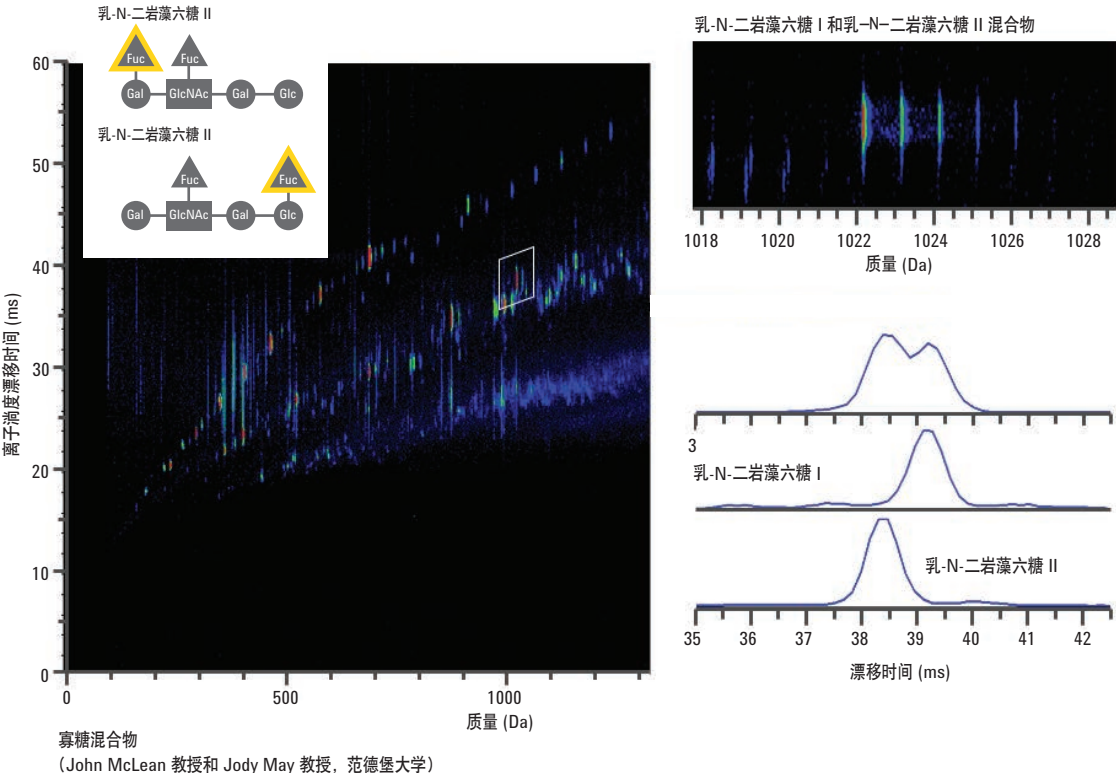 乳-N-二岩藻六糖 II
Fuc Fuc
Gal GlcNAc Gal Glc
乳-N-二岩藻六糖 II
Fuc Fuc
Gal GlcNAc Gal Glc
60
50
40
30
20
10
0
离子淌度漂移时间 (ms)
0 500 1000
质量 (Da)
寡糖混合物
（John McLean 教授和 Jody May 教授，范德堡大学）
乳-N-二岩藻六糖 I 和乳–N–二岩藻六糖 II 混合物
1018 1020 1022 1024 1026 1028
质量 (Da)
3
乳-N-二岩藻六糖 I
乳-N-二岩藻六糖 II
35 36 37 38 39 40 41 42
漂移时间 (ms)